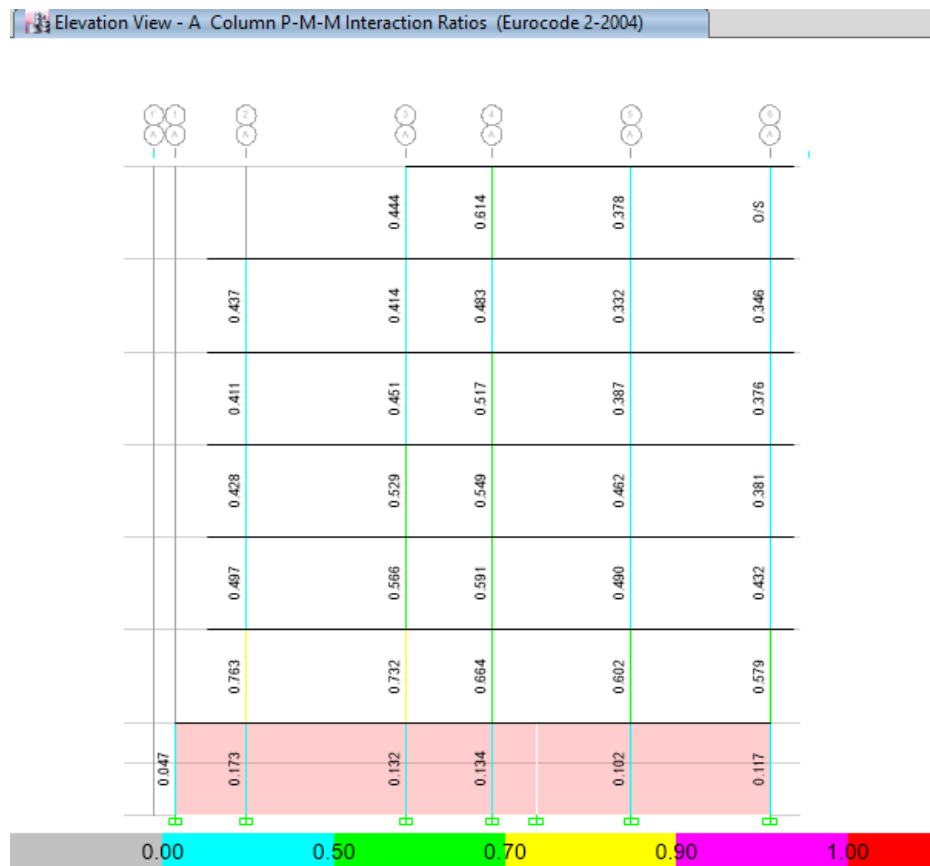 Elevation View - A Column P-M-M Interaction Ratios (Eurocode 2-2004)
1' 1 2 3 4 5 6
A A A A A A A
0.444 0.614 0.378 O/S
0.437 0.414 0.483 0.332 0.346
0.411 0.451 0.517 0.387 0.376
0.428 0.529 0.549 0.462 0.381
0.497 0.566 0.591 0.490 0.432
0.763 0.732 0.664 0.602 0.579
0.047 0.173 0.132 0.134 0.102 0.117
0.00 0.50 0.70 0.90 1.00